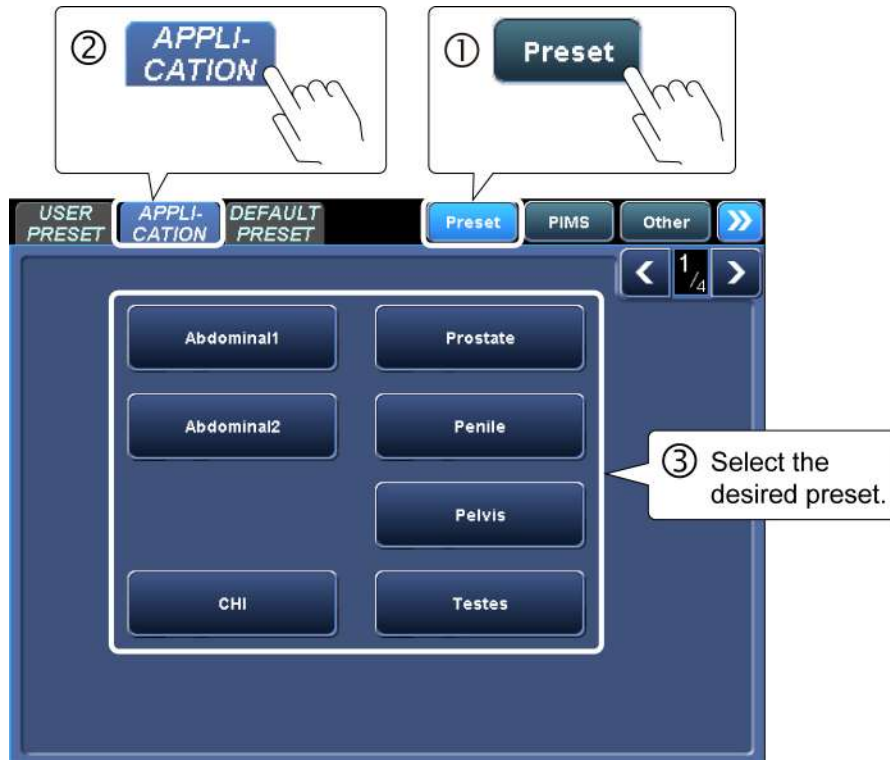 ② APPLI-
CATION
① Preset
USER
PRESET
APPLI-
CATION
DEFAULT
PRESET
Preset
PIMS
Other
»
< 1/4 >
Abdominal1
Prostate
Abdominal2
Penile
Pelvis
CHI
Testes
③ Select the
desired preset.